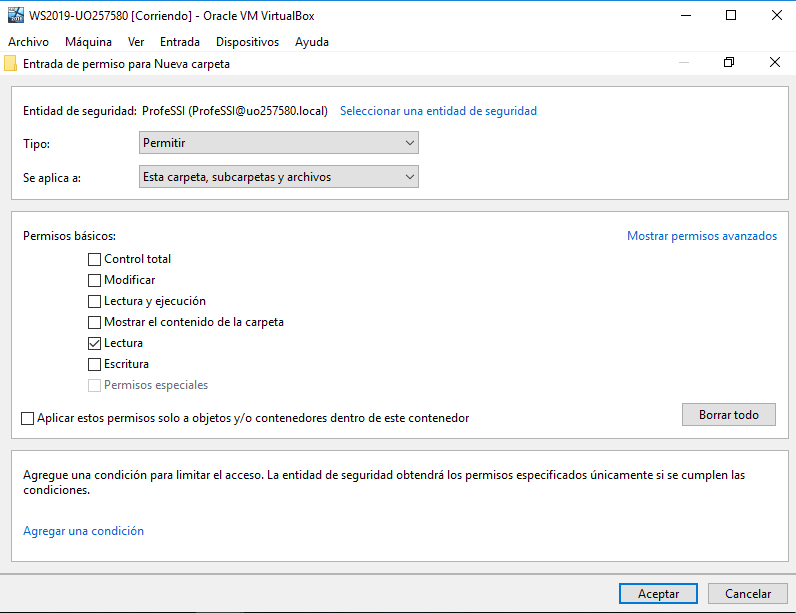 WS2019-UO257580 [Corriendo] - Oracle VM VirtualBox
Archivo Máquina Ver Entrada Dispositivos Ayuda
Entrada de permiso para Nueva carpeta
Entidad de seguridad: ProfeSSI (ProfeSSI@uo257580.local) Seleccionar una entidad de seguridad
Tipo: Permitir
Se aplica a: Esta carpeta, subcarpetas y archivos
Permisos básicos: Mostrar permisos avanzados
Control total
Modificar
Lectura y ejecución
Mostrar el contenido de la carpeta
Lectura
Escritura
Permisos especiales
Aplicar estos permisos solo a objetos y/o contenedores dentro de este contenedor Borrar todo
Agregue una condición para limitar el acceso. La entidad de seguridad obtendrá los permisos especificados únicamente si se cumplen las
condiciones.
Agregar una condición
Aceptar Cancelar